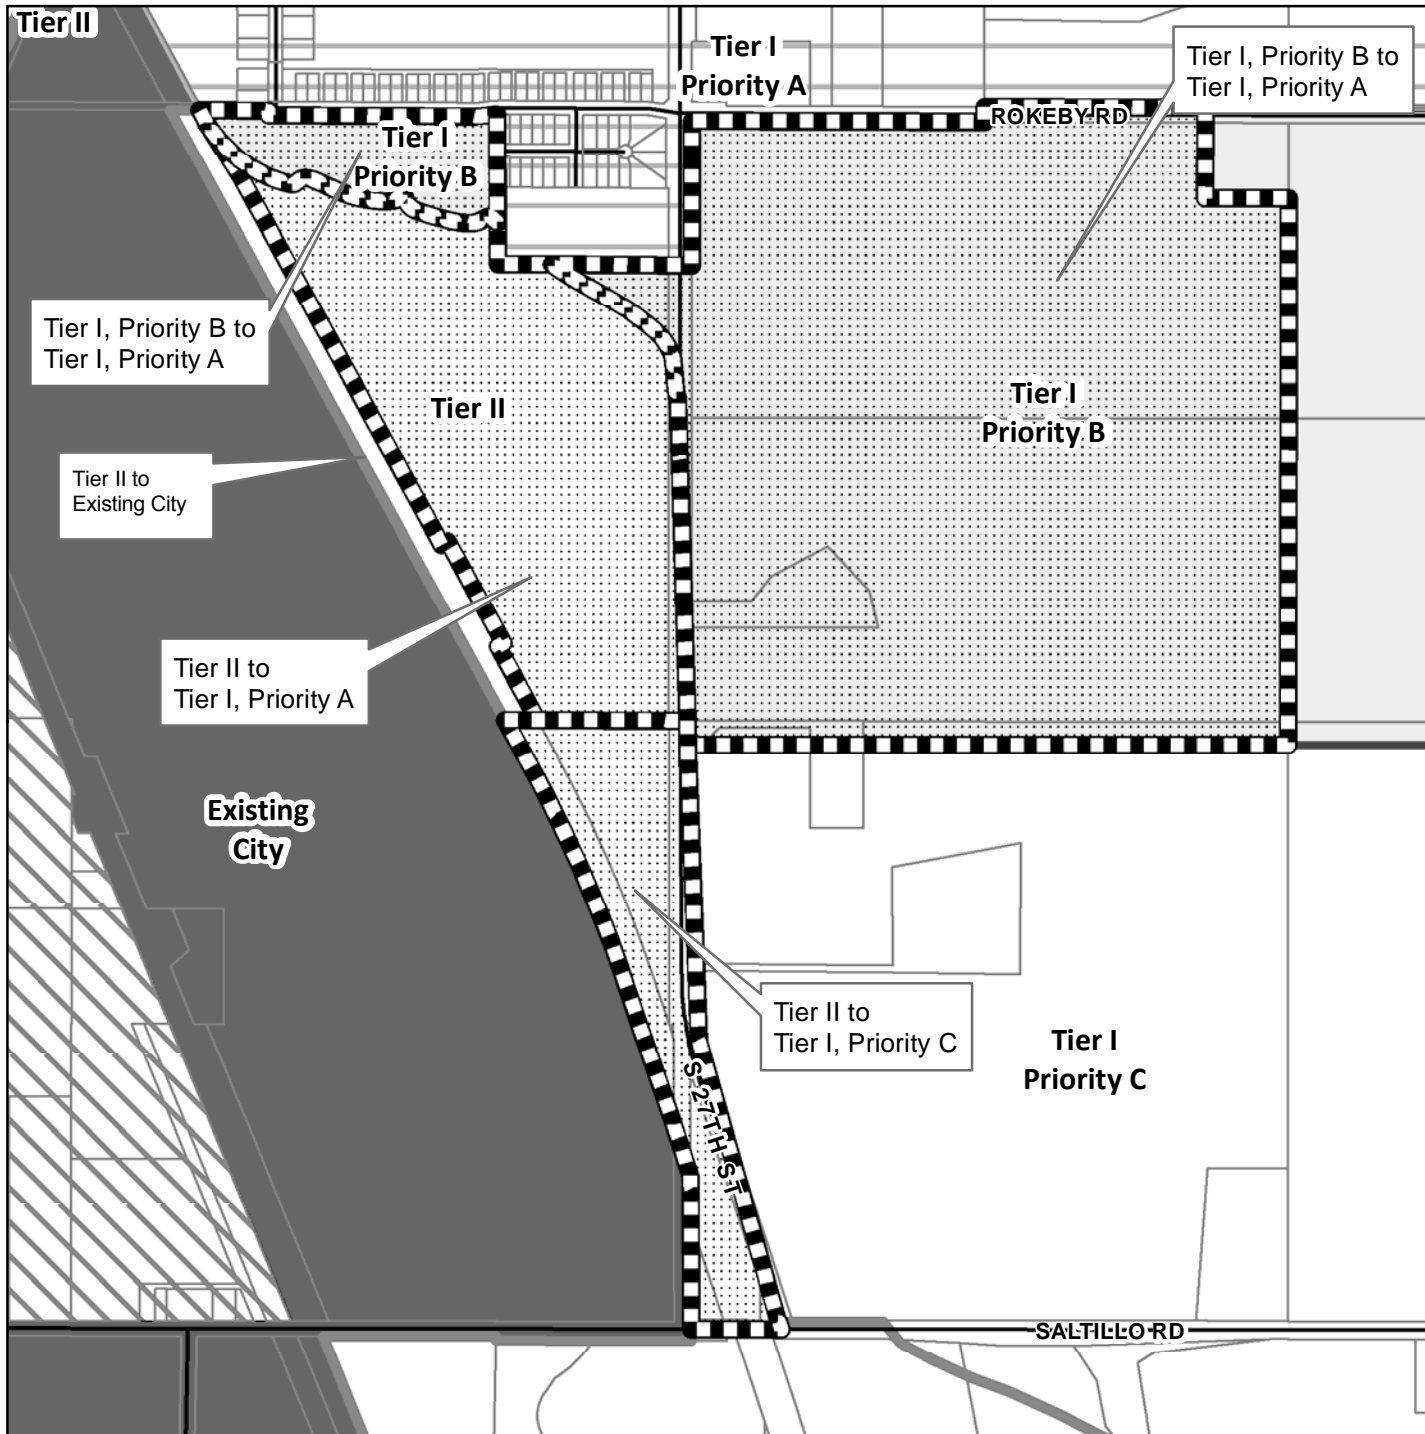 Tier II
Tier I
Priority A
Tier I, Priority B to
Tier I, Priority A
ROKEBY RD
Tier I
Priority B
Tier I, Priority B to
Tier I, Priority A
Tier II
Tier I
Priority B
Tier II to
Existing City
Tier II to
Tier I, Priority A
Existing
City
Tier II to
Tier I, Priority C
Tier I
Priority C
S 27TH ST
SALTILLO RD